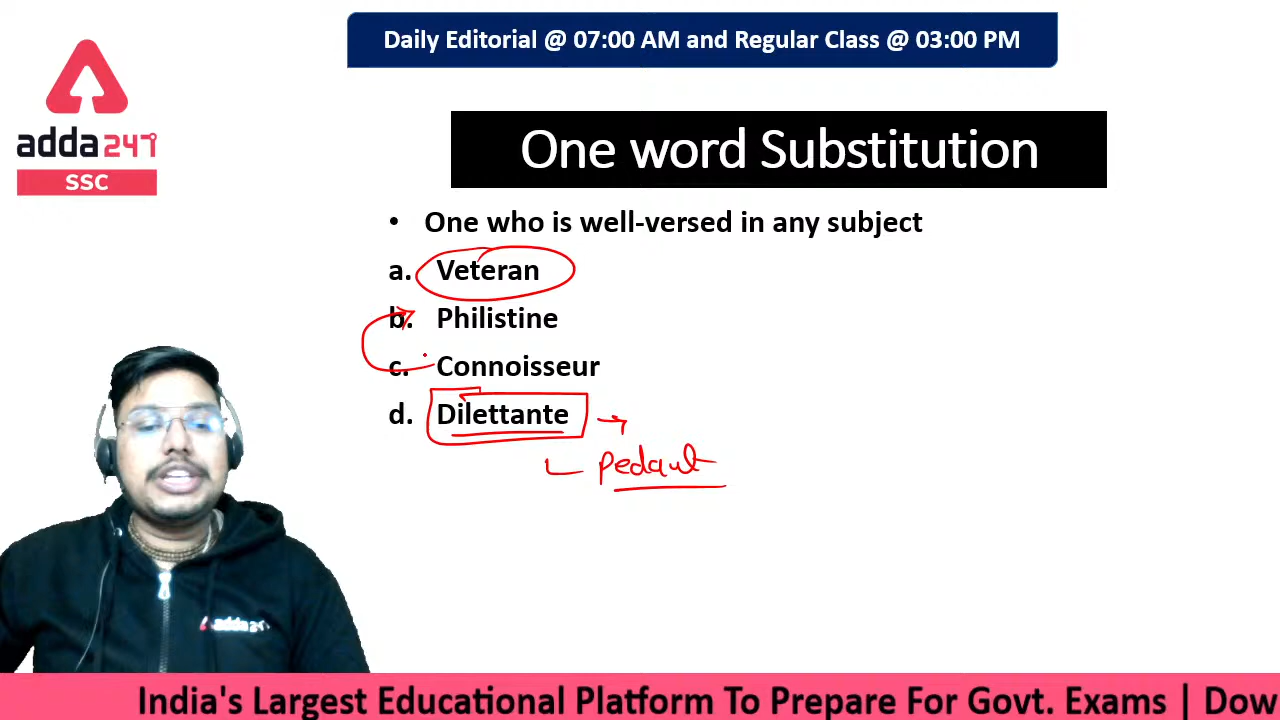 Daily Editorial @ 07:00 AM and Regular Class @ 03:00 PM
adda247
SSC
One word Substitution
• One who is well-versed in any subject
a. Veteran
b. Philistine
c. Connoisseur
d. Dilettante
pedant
adda247
India's Largest Educational Platform To Prepare For Govt. Exams | Dow